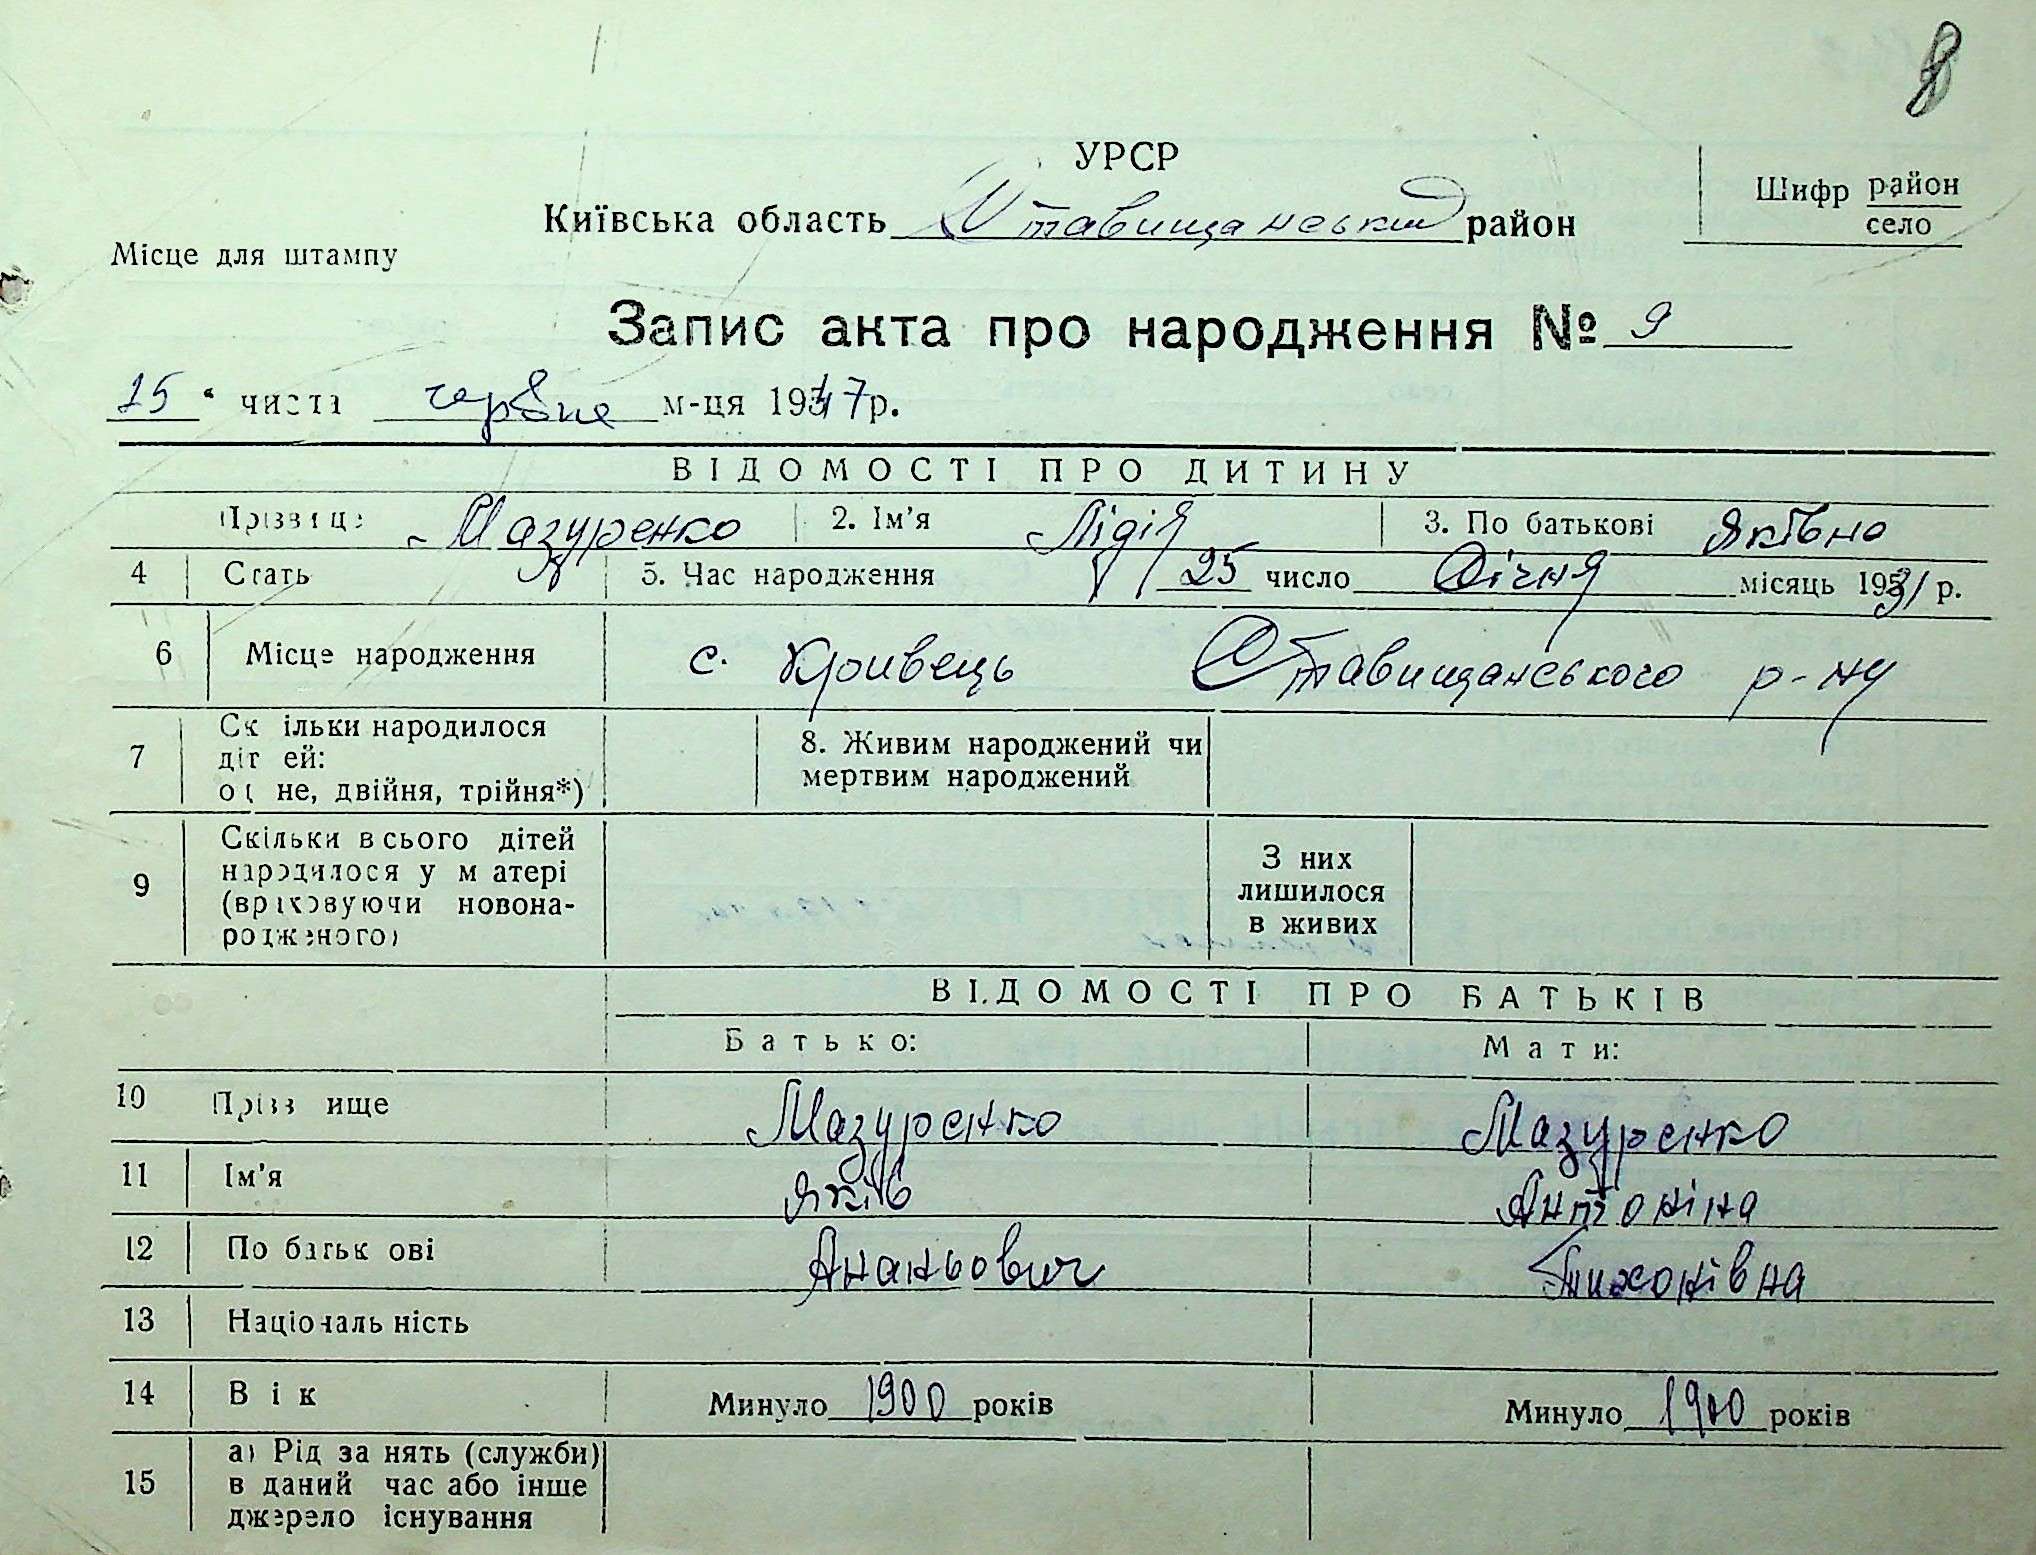 8
УРСР
Київська область Ставищанський район
Шифр район
село
Місце для штампу
Запис акта про народження № 9
25 " числа червня м-ця 1947 р.
ВІДОМОСТІ ПРО ДИТИНУ
Прізвище Мазуренко 2. Ім'я Лідія 3. По батькові Яківна
4 Стать 5. Час народження 25 число Січня місяць 1931 р.
6 Місце народження с. Кривець Ставищанського р-ну
7 Скільки народилося дітей: одне, двійня, трійня*)
8. Живим народжений чи мертвим народжений
9 Скільки всього дітей народилося у матері (враховуючи новонародженого)
З них лишилося в живих
ВІДОМОСТІ ПРО БАТЬКІВ
Батько: Мати:
10 Прізвище Мазуренко Мазуренко
11 Ім'я Яків Антоніна
12 По батькові Ананьович Тихонівна
13 Національність
14 Вік Минуло 1900 років Минуло 1900 років
15 а) Рід занять (служби) в даний час або інше джерело існування